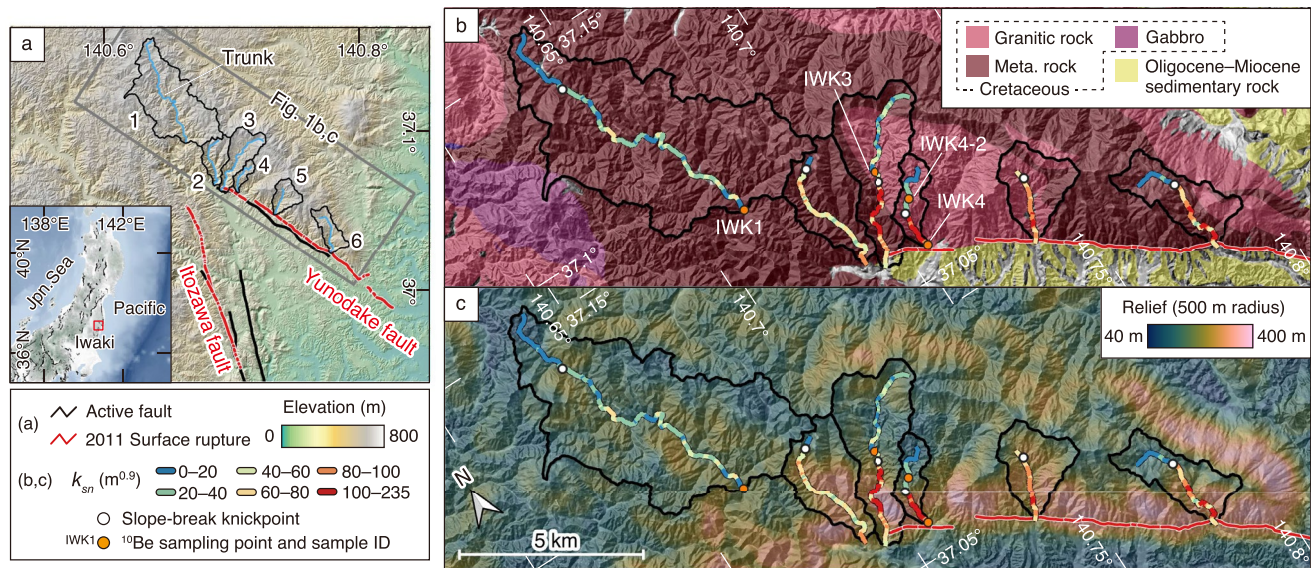 a
140.6°
140.8°
Trunk
Fig. 1b,c
1
3
4
2
5
6
37.1°
37°
138°E
142°E
40°N
36°N
Jpn.Sea
Pacific
Iwaki
Itozawa fault
Yunodake fault
(a)
Active fault
2011 Surface rupture
Elevation (m)
0
800
(b,c)
ksn (m0.9)
0–20
40–60
80–100
20–40
60–80
100–235
Slope-break knickpoint
IWK1 10Be sampling point and sample ID
b
140.65°
37.15°
140.7°
IWK3
IWK4-2
IWK4
IWK1
37.1°
37.06°
140.75°
140.8°
Granitic rock
Gabbro
Meta. rock
Oligocene–Miocene
sedimentary rock
Cretaceous
c
140.65°
37.15°
140.7°
Relief (500 m radius)
40 m
400 m
N
5 km
37.05°
140.75°
140.8°